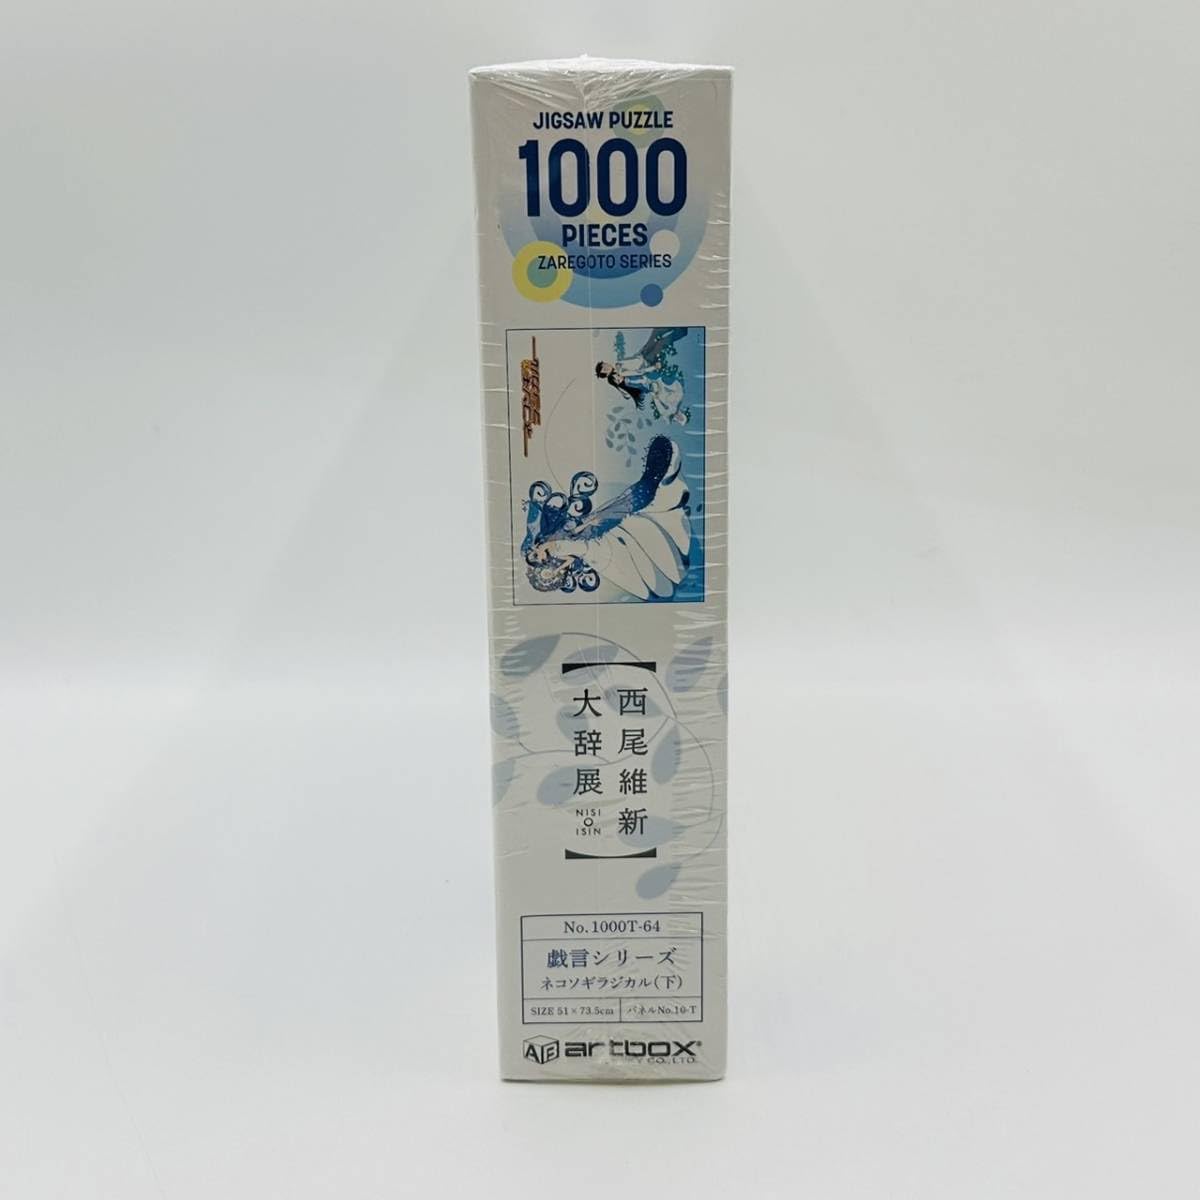 JIGSAW PUZZLE
1000
PIECES
ZAREGOTO SERIES
西尾維新
大辞展
NISI
ISIN
No.1000T-64
戯言シリーズ
ネコソギラジカル(下)
SIZE 51×73.5cm
パネルNo.10-T
artbox
CO., LTD.